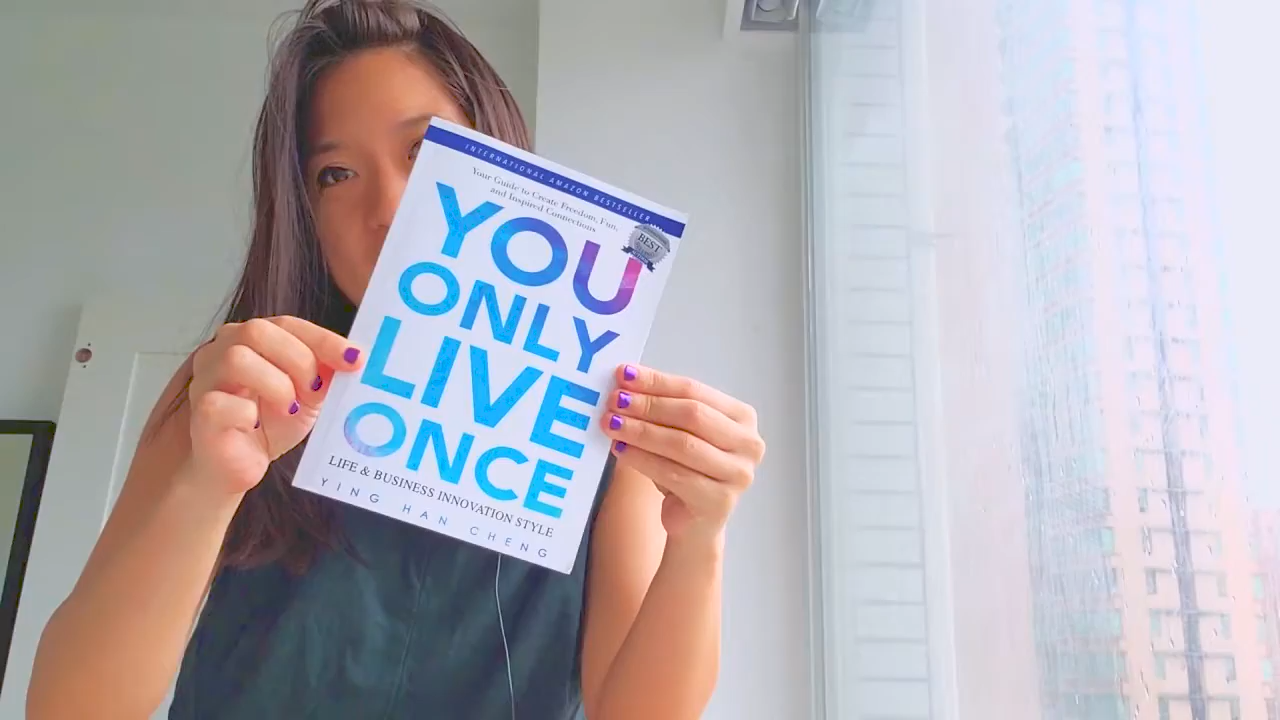 INTERNATIONAL AMAZON BESTSELLER
Your Guide to Create Freedom, Fun,
and Inspired Connections
YOU
BEST
ONLY
LIVE
ONCE
LIFE & BUSINESS INNOVATION STYLE
YING HAN CHENG